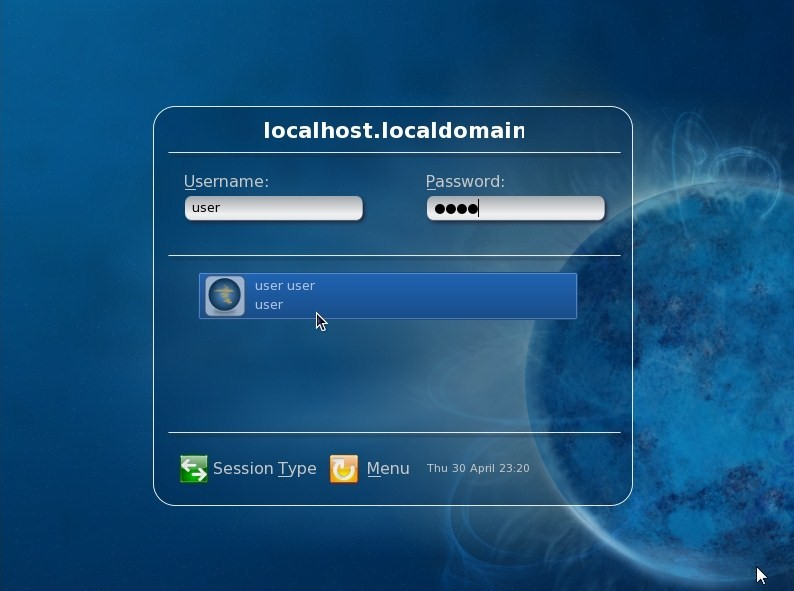 localhost.localdomain
Username: Password:
user ●●●●
user user
user
Session Type Menu Thu 30 April 23:20